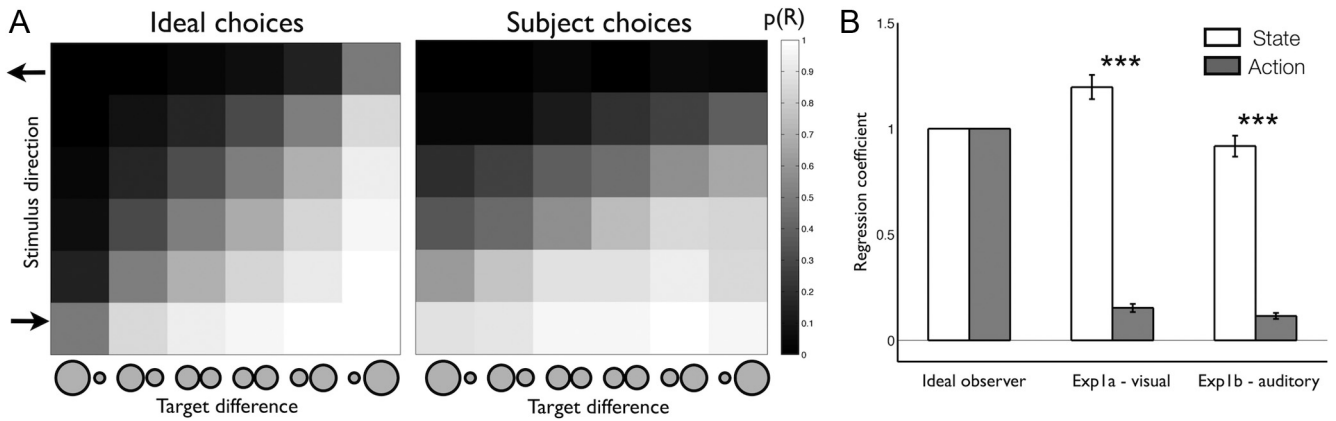 A
Ideal choices
Subject choices
p(R)
Stimulus direction
1
0.9
0.8
0.7
0.6
0.5
0.4
0.3
0.2
0.1
0
Target difference
Target difference
B
State
Action
***
***
Regression coefficient
1.5
1
0.5
0
Ideal observer
Exp1a - visual
Exp1b - auditory